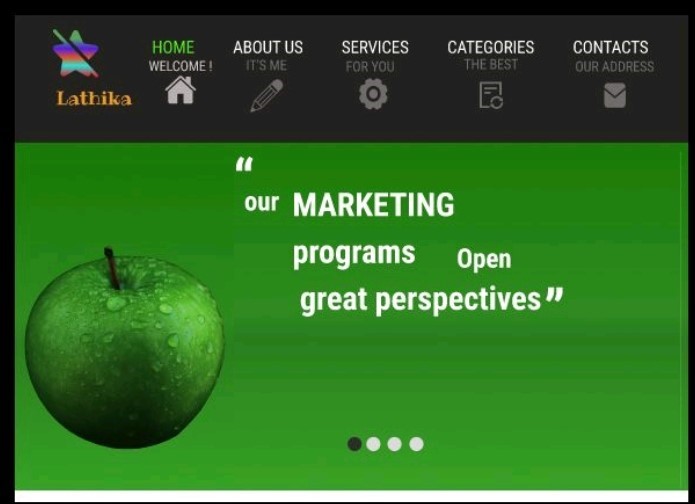 HOME ABOUT US SERVICES CATEGORIES CONTACTS
WELCOME ! IT'S ME FOR YOU THE BEST OUR ADDRESS
Lathika
“
our MARKETING
programs Open
great perspectives”